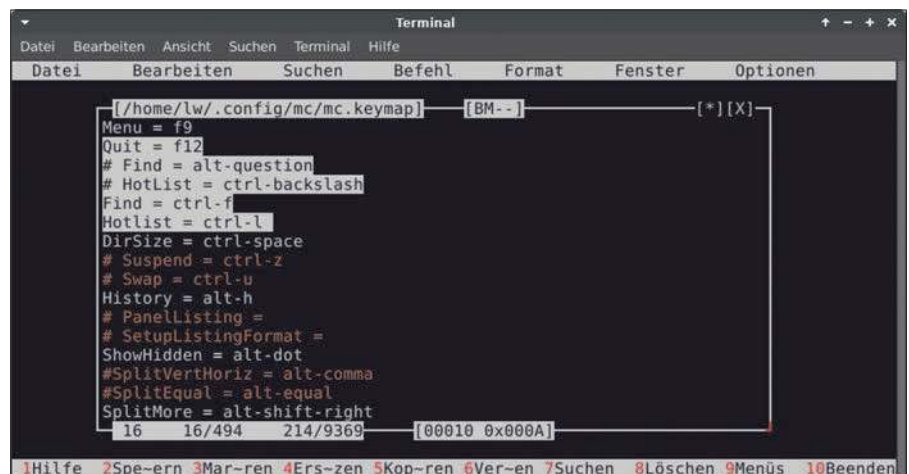 Terminal
Datei Bearbeiten Ansicht Suchen Terminal Hilfe
Datei Bearbeiten Suchen Befehl Format Fenster Optionen
[/home/lw/.config/mc/mc.keymap] [BM--] [*][X]
Menu = f9
Quit = f12
# Find = alt-question
# HotList = ctrl-backslash
Find = ctrl-f
Hotlist = ctrl-l
DirSize = ctrl-space
# Suspend = ctrl-z
# Swap = ctrl-u
History = alt-h
# PanelListing =
# SetupListingFormat =
ShowHidden = alt-dot
#SplitVertHoriz = alt-comma
#SplitEqual = alt-equal
SplitMore = alt-shift-right
16 16/494 214/9369 [00010 0x000A]
1Hilfe 2Spe~ern 3Mar~ren 4Ers~zen 5Kop~ren 6Ver~en 7Suchen 8Löschen 9Menüs 10Beenden